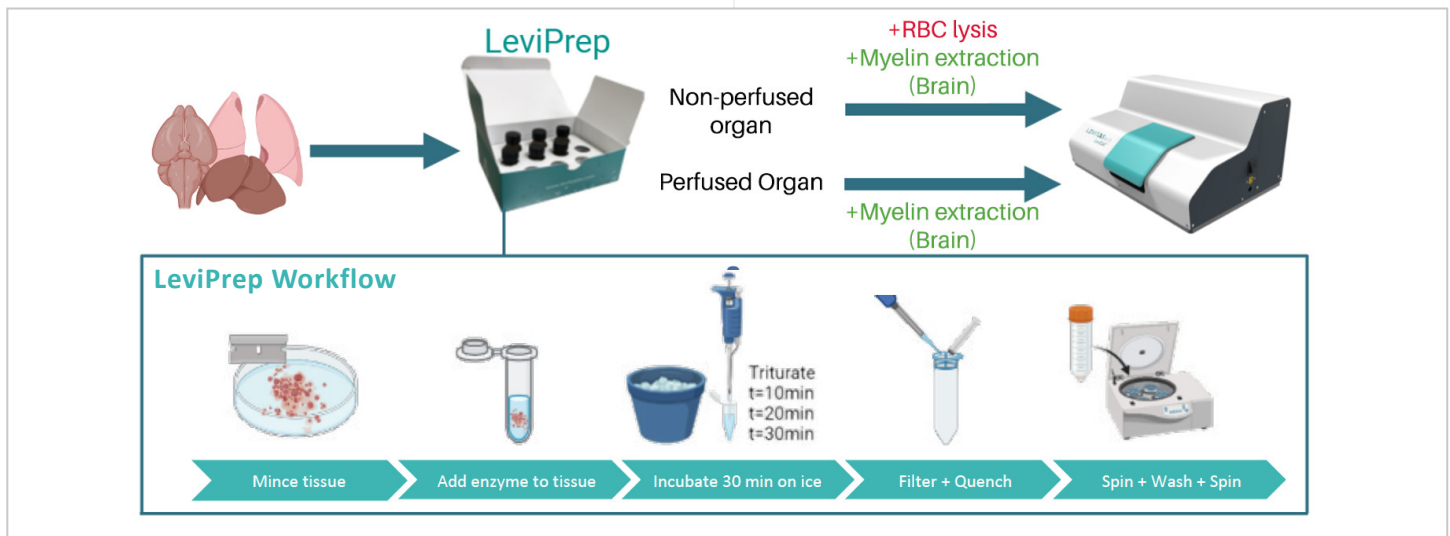 LeviPrep
+RBC lysis
+Myelin extraction
(Brain)
Non-perfused
organ
Perfused Organ
+Myelin extraction
(Brain)
LeviPrep Workflow
Triturate
t=10min
t=20min
t=30min
Mince tissue
Add enzyme to tissue
Incubate 30 min on ice
Filter + Quench
Spin + Wash + Spin